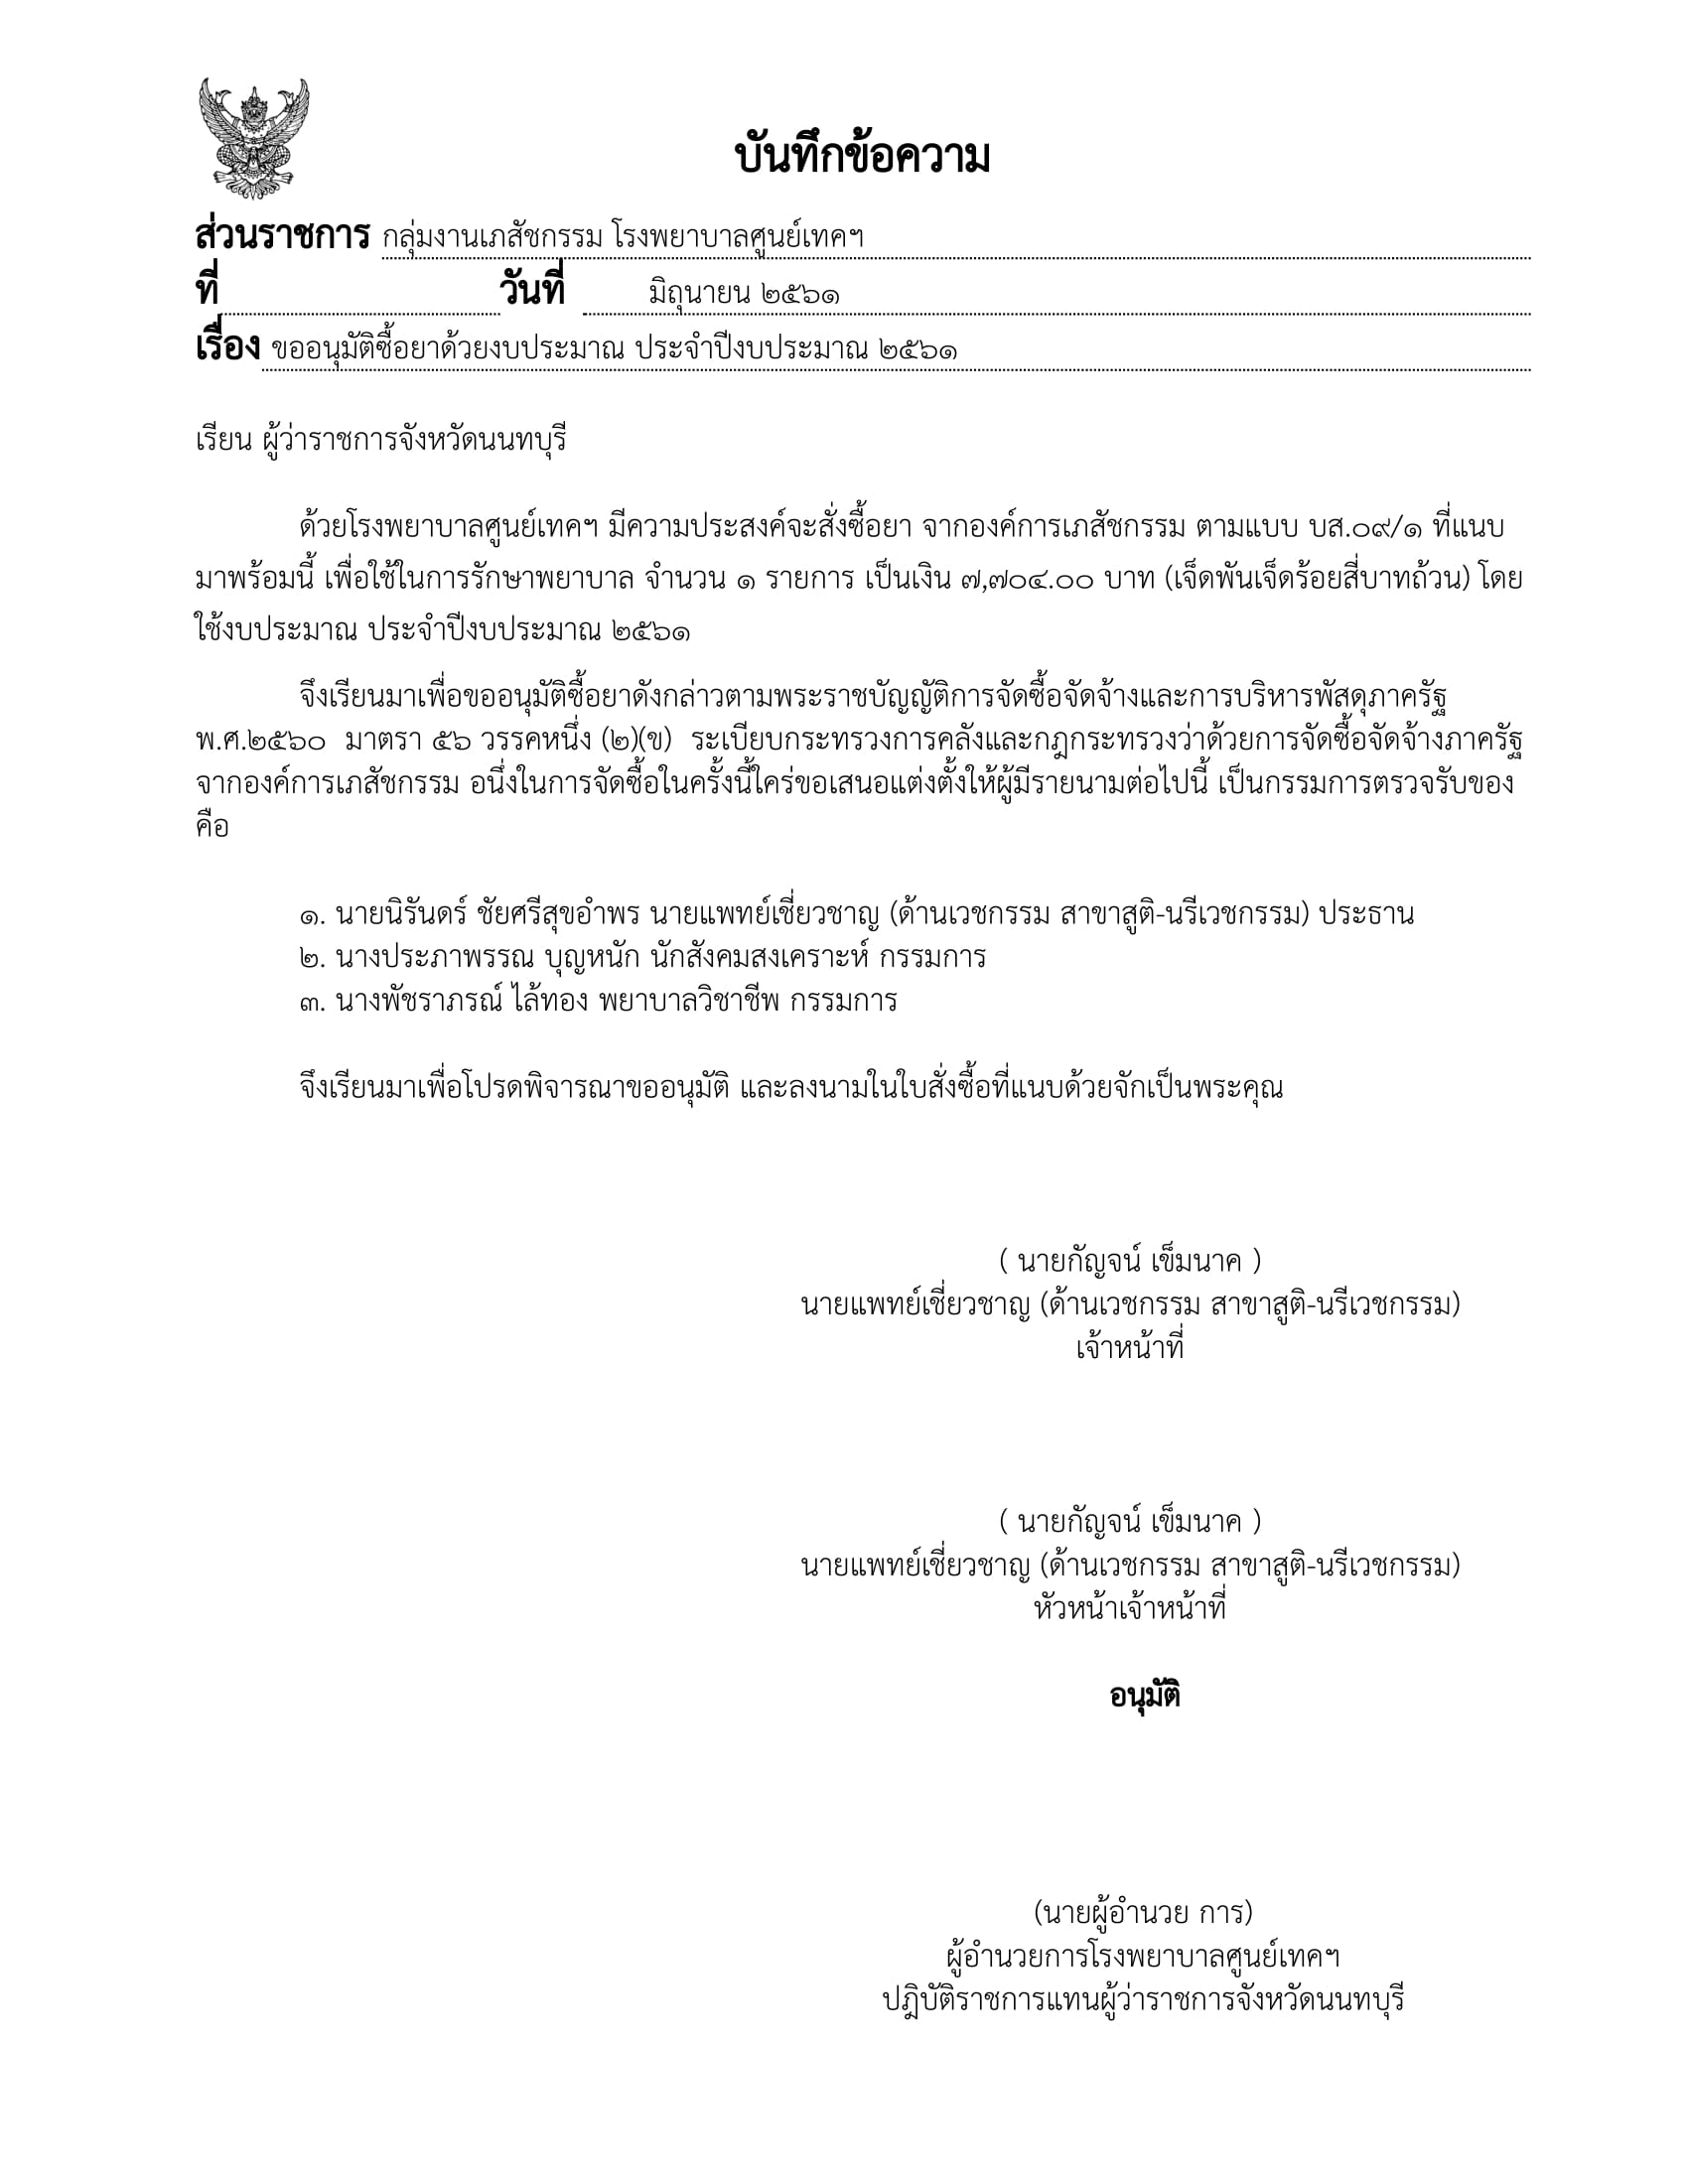 บันทึกข้อความ
ส่วนราชการ กลุ่มงานเภสัชกรรม โรงพยาบาลศูนย์เทคฯ
ที่ วันที่ มิถุนายน ๒๕๖๑
เรื่อง ขออนุมัติซื้อยาด้วยงบประมาณ ประจำปีงบประมาณ ๒๕๖๑
เรียน ผู้ว่าราชการจังหวัดนนทบุรี
ด้วยโรงพยาบาลศูนย์เทคฯ มีความประสงค์จะสั่งซื้อยา จากองค์การเภสัชกรรม ตามแบบ บส.๐๙/๑ ที่แนบ
มาพร้อมนี้ เพื่อใช้ในการรักษาพยาบาล จำนวน ๑ รายการ เป็นเงิน ๗,๗๐๔.๐๐ บาท (เจ็ดพันเจ็ดร้อยสี่บาทถ้วน) โดย
ใช้งบประมาณ ประจำปีงบประมาณ ๒๕๖๑
จึงเรียนมาเพื่อขออนุมัติซื้อยาดังกล่าวตามพระราชบัญญัติการจัดซื้อจัดจ้างและการบริหารพัสดุภาครัฐ
พ.ศ.๒๕๖๐ มาตรา ๕๖ วรรคหนึ่ง (๒)(ข) ระเบียบกระทรวงการคลังและกฎกระทรวงว่าด้วยการจัดซื้อจัดจ้างภาครัฐ
จากองค์การเภสัชกรรม อนึ่งในการจัดซื้อในครั้งนี้ใคร่ขอเสนอแต่งตั้งให้ผู้มีรายนามต่อไปนี้ เป็นกรรมการตรวจรับของ
คือ
๑. นายนิรันดร์ ชัยศรีสุขอำพร นายแพทย์เชี่ยวชาญ (ด้านเวชกรรม สาขาสูติ-นรีเวชกรรม) ประธาน
๒. นางประภาพรรณ บุญหนัก นักสังคมสงเคราะห์ กรรมการ
๓. นางพัชราภรณ์ ไล้ทอง พยาบาลวิชาชีพ กรรมการ
จึงเรียนมาเพื่อโปรดพิจารณาขออนุมัติ และลงนามในใบสั่งซื้อที่แนบด้วยจักเป็นพระคุณ
( นายกัญจน์ เข็มนาค )
นายแพทย์เชี่ยวชาญ (ด้านเวชกรรม สาขาสูติ-นรีเวชกรรม)
เจ้าหน้าที่
( นายกัญจน์ เข็มนาค )
นายแพทย์เชี่ยวชาญ (ด้านเวชกรรม สาขาสูติ-นรีเวชกรรม)
หัวหน้าเจ้าหน้าที่
อนุมัติ
(นายผู้อำนวย การ)
ผู้อำนวยการโรงพยาบาลศูนย์เทคฯ
ปฎิบัติราชการแทนผู้ว่าราชการจังหวัดนนทบุรี